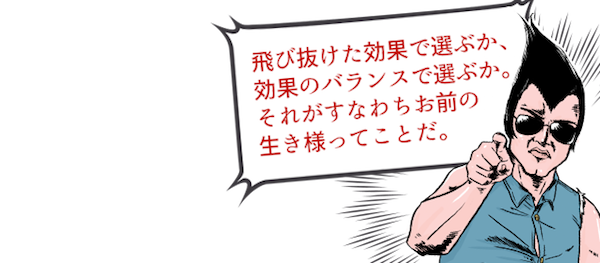 飛び抜けた効果で選ぶか、
効果のバランスで選ぶか。
それがすなわちお前の
生き様ってことだ。